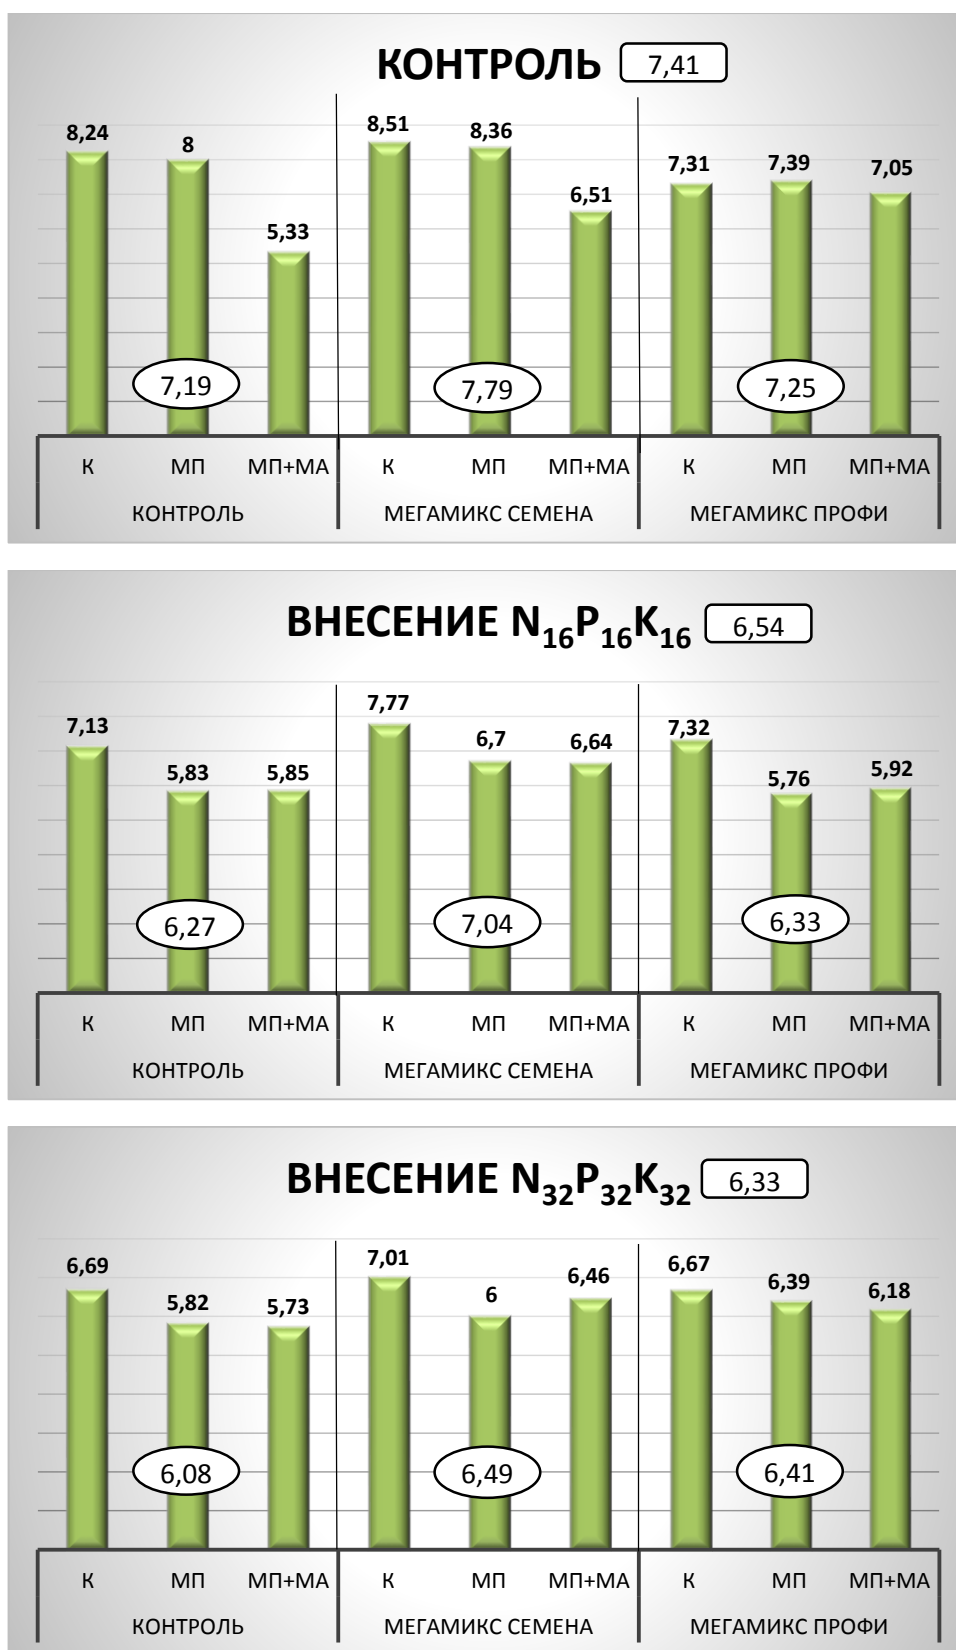 КОНТРОЛЬ 7,41
8,24 8 5,33 8,51 8,36 6,51 7,31 7,39 7,05
7,19 7,79 7,25
К МП МП+МА К МП МП+МА К МП МП+МА
КОНТРОЛЬ МЕГАМИКС СЕМЕНА МЕГАМИКС ПРОФИ
ВНЕСЕНИЕ N₁₆P₁₆K₁₆ 6,54
7,13 5,83 5,85 7,77 6,7 6,64 7,32 5,76 5,92
6,27 7,04 6,33
К МП МП+МА К МП МП+МА К МП МП+МА
КОНТРОЛЬ МЕГАМИКС СЕМЕНА МЕГАМИКС ПРОФИ
ВНЕСЕНИЕ N₃₂P₃₂K₃₂ 6,33
6,69 5,82 5,73 7,01 6 6,46 6,67 6,39 6,18
6,08 6,49 6,41
К МП МП+МА К МП МП+МА К МП МП+МА
КОНТРОЛЬ МЕГАМИКС СЕМЕНА МЕГАМИКС ПРОФИ